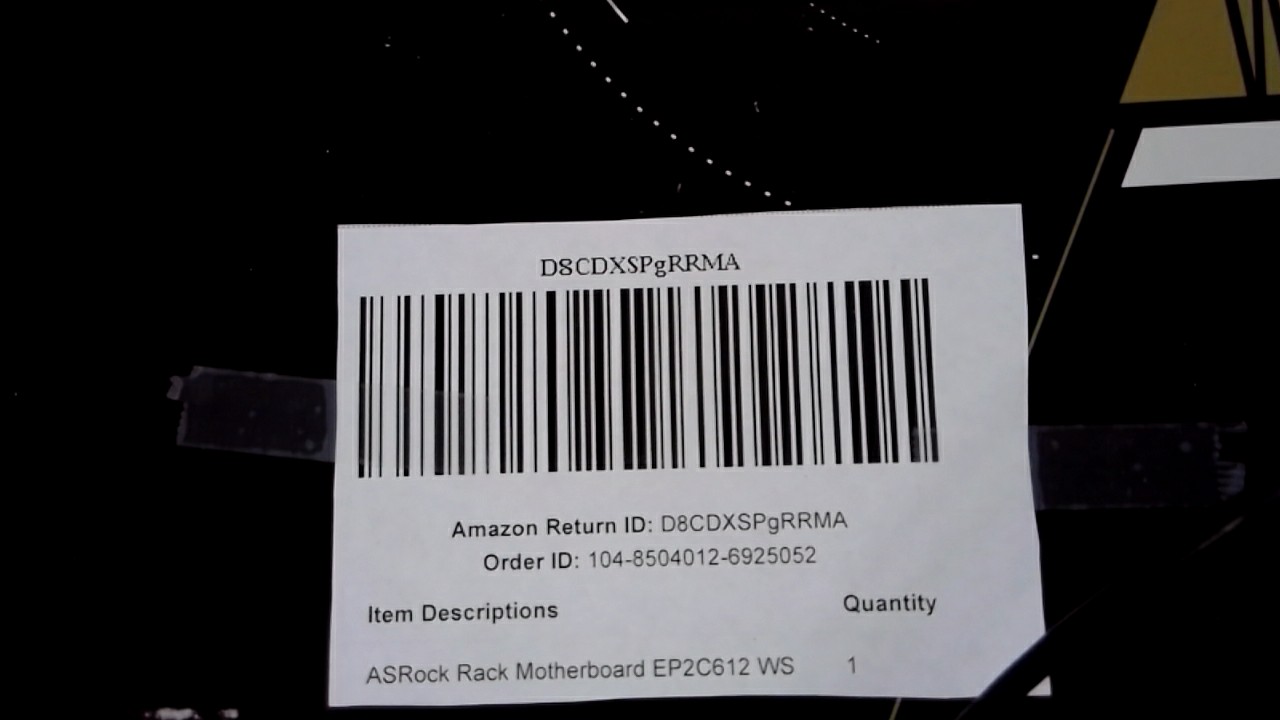 D8CDXSPgRRMA
Amazon Return ID: D8CDXSPgRRMA
Order ID: 104-8504012-6925052
Item Descriptions Quantity
ASRock Rack Motherboard EP2C612 WS 1